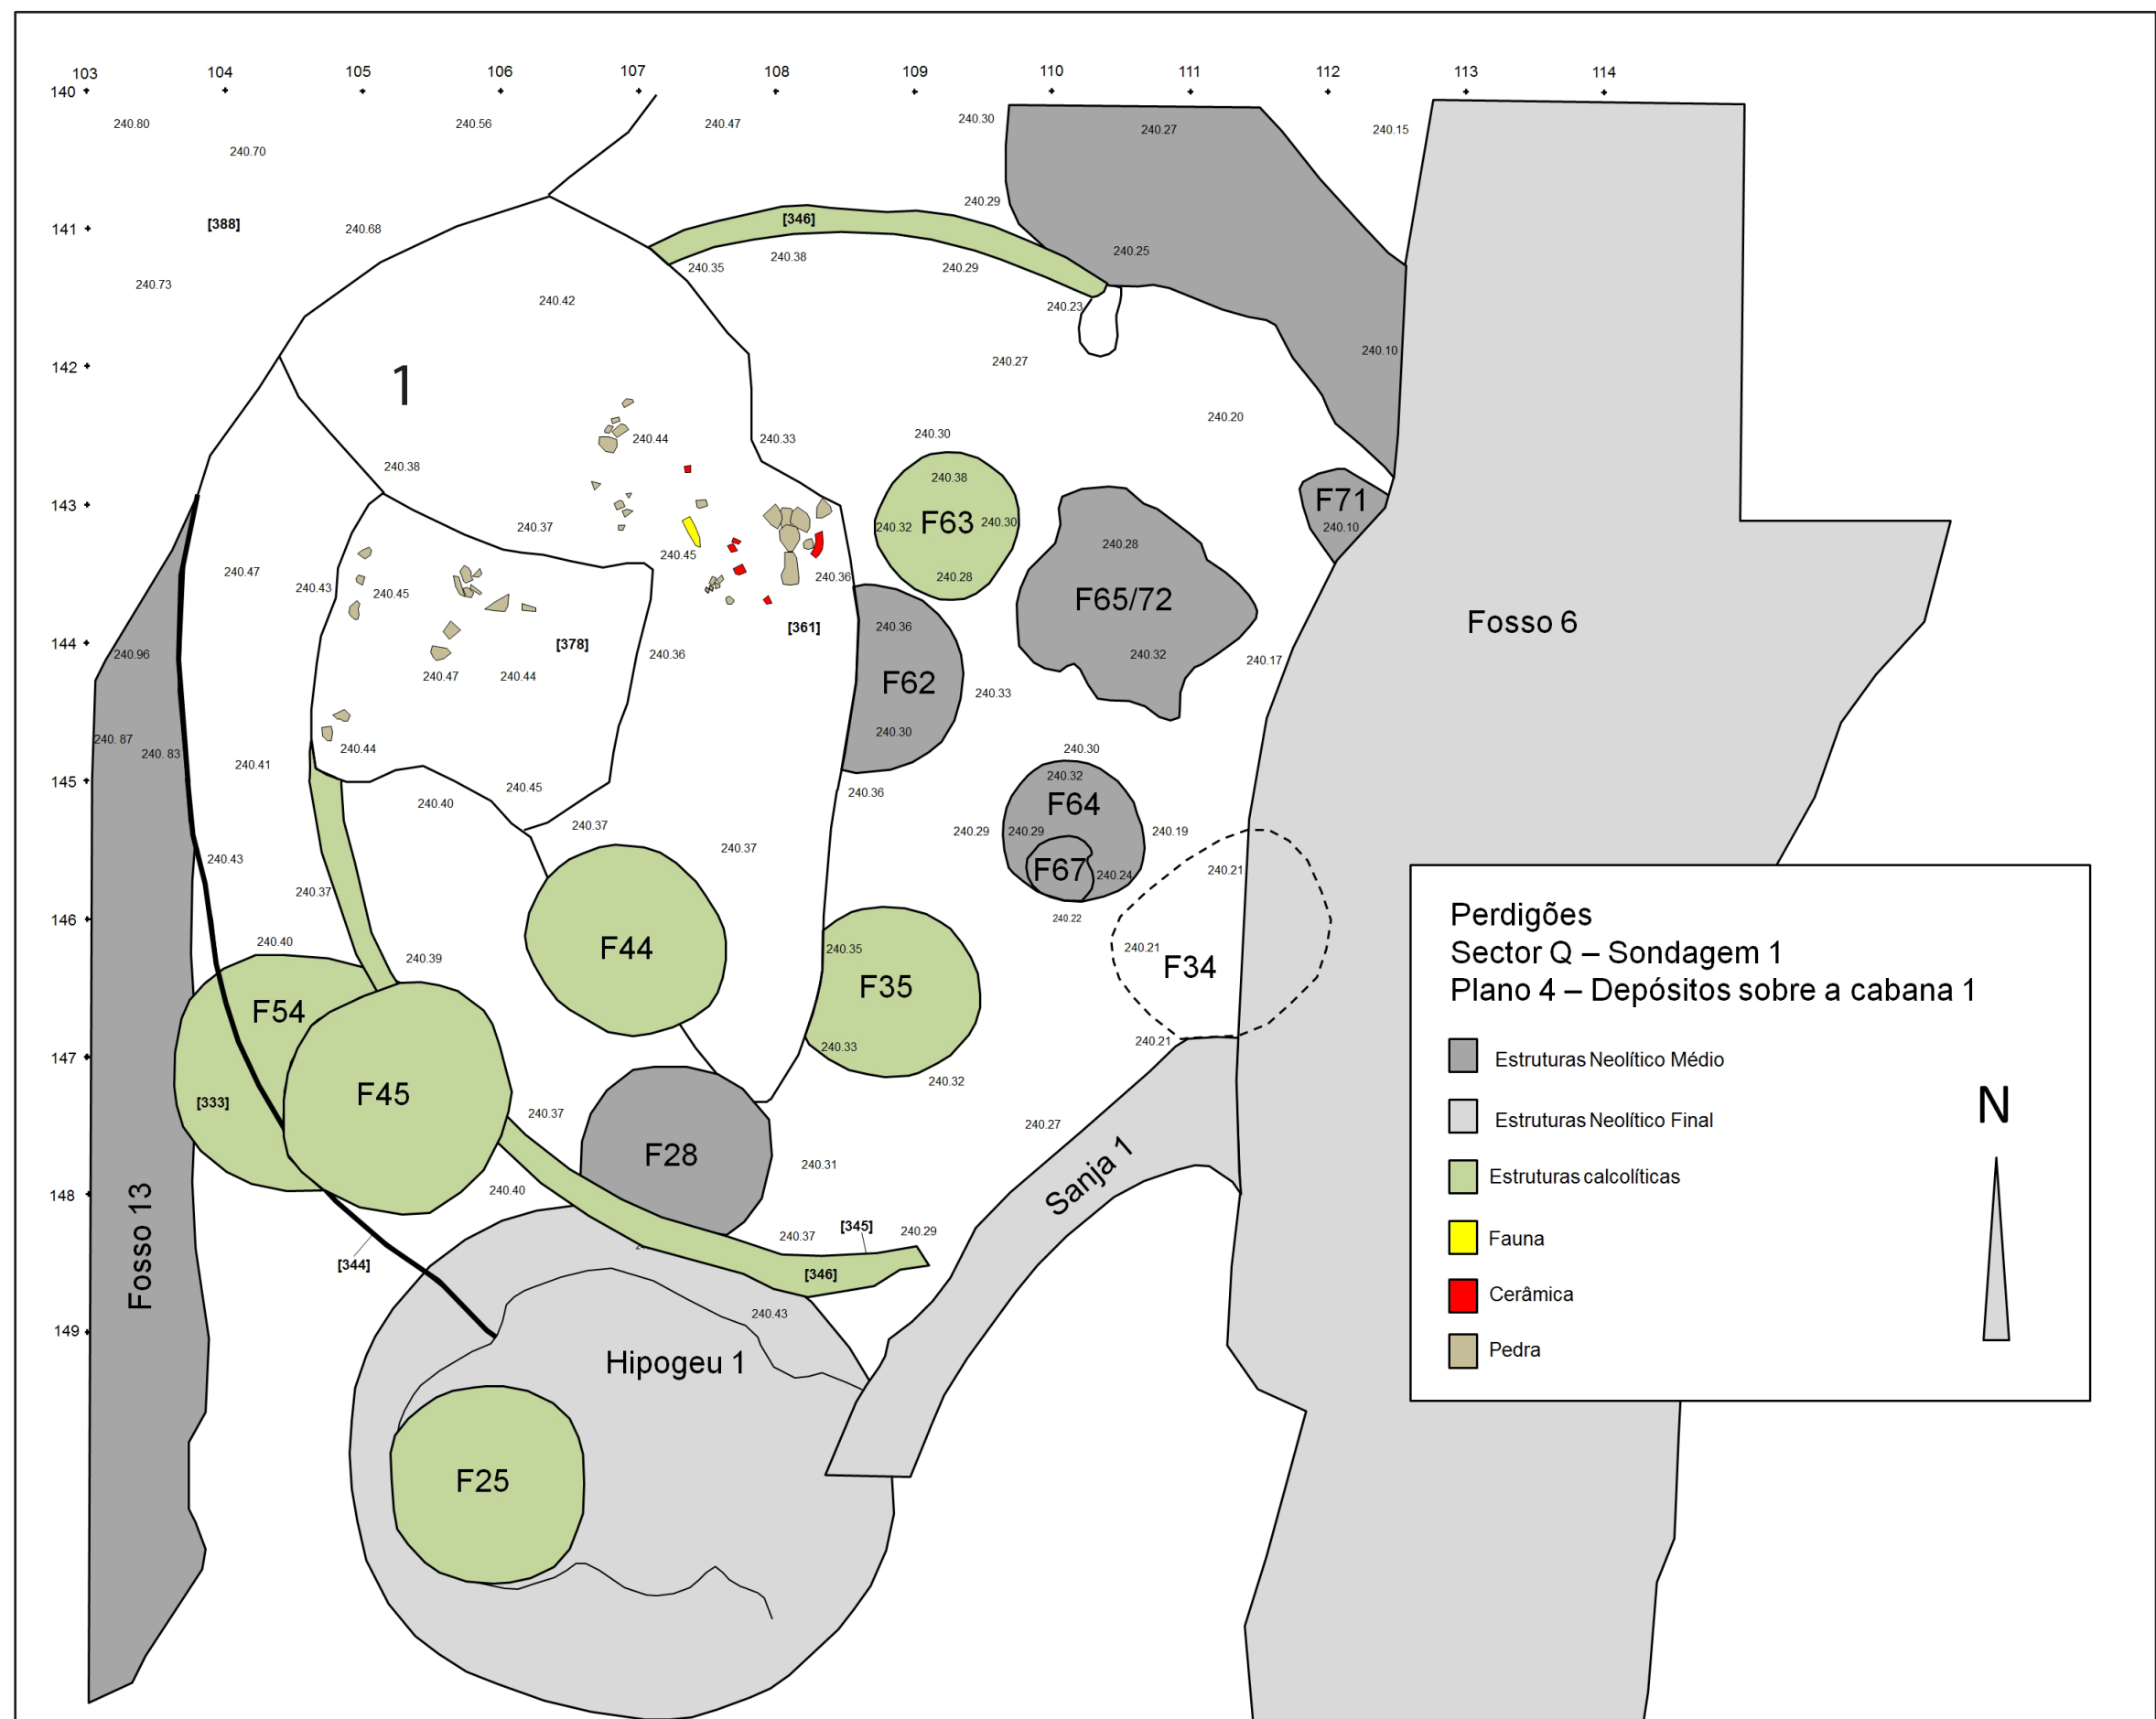 103 104 105 106 107 108 109 110 111 112 113 114
140
240.80 240.56 240.47 240.30 240.27 240.15
240.70
240.29
[388] 240.68 [346]
141
240.25
240.35 240.38 240.29
240.73
240.42 240.23
240.10
142 240.27
1
240.20
240.44 240.33 240.30
240.38 240.38
143 F71
240.37 240.32 F63 240.30 240.10
240.28
240.45
240.47 240.36 240.28
240.43 240.45 F65/72
Fosso 6
[361] 240.36
144 [378]
240.96 240.36 240.32 240.17
240.47 240.44 F62 240.33
240. 87 240.30
240. 83 240.44 240.30
240.41 240.32
145 240.45 240.36
240.40 F64
240.37 240.29 240.29 240.19
240.37
240.43 F67 240.24 240.21
240.37
146 240.22
240.40 F44 240.35 240.21
240.39 F34
F54 F35
147 240.33 240.21
F45 240.32
[333] 240.37 240.27
F28 240.31 Sanja 1
148 240.40
[345] 240.29
240.37
[344] [346]
Fosso 13
240.43
149
Hipogeu 1
F25
Perdigões
Sector Q – Sondagem 1
Plano 4 – Depósitos sobre a cabana 1
Estruturas Neolítico Médio
Estruturas Neolítico Final
Estruturas calcolíticas
Fauna
Cerâmica
Pedra
N